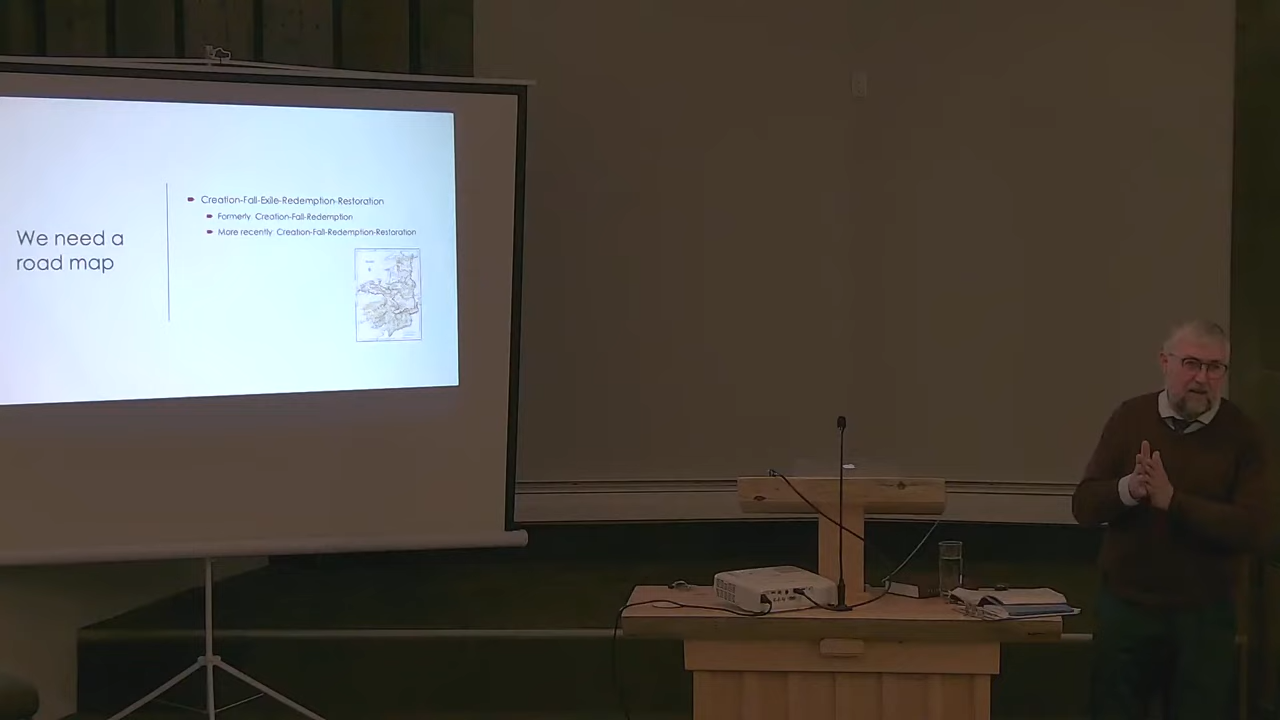 We need a
road map
Creation-Fall-Exile-Redemption-Restoration
Formerly Creation-Fall-Redemption
More recently Creation-Fall-Redemption-Restoration